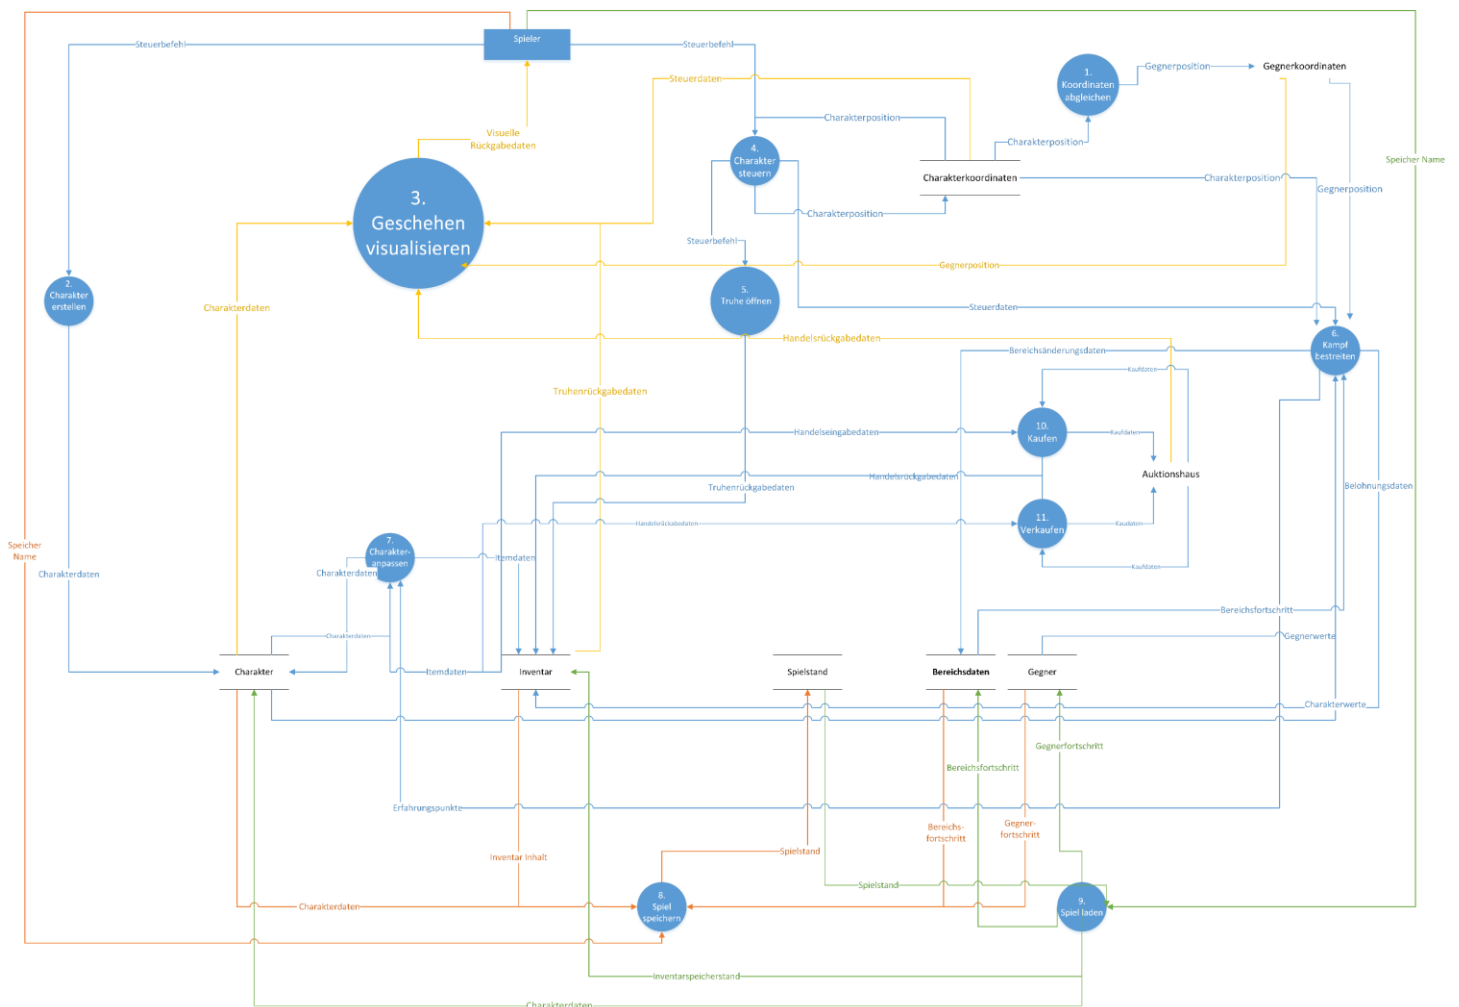 Spieler
Steuerbefehl
Steuerbefehl
Steuerdaten
1.
Koordinaten
abgleichen
Gegnerposition
Gegnerkoordinaten
Visuelle
Rückgabedaten
Charakterposition
Charakterposition
4.
Charakter
steuern
Speicher Name
3.
Geschehen
visualisieren
Charakterkoordinaten
Charakterposition
Gegnerposition
Charakterposition
Steuerbefehl
Gegnerposition
2.
Charakter
erstellen
5.
Truhe öffnen
Charakterdaten
Steuerdaten
Handelsrückgabedaten
Bereichsänderungsdaten
6.
Kampf
bestreiten
Kaufdaten
Truhenrückgabedaten
Handelseingabedaten
10.
Kaufen
Kaufdaten
Handelsrückgabedaten
Auktionshaus
Truhenrückgabedaten
Belohnungsdaten
Handelsrückgabedaten
11.
Verkaufen
Kaufdaten
Speicher
Name
7.
Charakter-
anpassen
Itemdaten
Charakterdaten
Charakterdaten
Kaufdaten
Bereichsfortschritt
Charakterdaten
Gegnerwerte
Charakter
Itemdaten
Inventar
Spielstand
Bereichsdaten
Gegner
Charakterwerte
Gegnerfortschritt
Bereichsfortschritt
Erfahrungspunkte
Bereichs-
fortschritt
Gegner-
fortschritt
Inventar Inhalt
Spielstand
Spielstand
8.
Spiel
speichern
9.
Spiel laden
Charakterdaten
Inventarspeicherstand
Charakterdaten